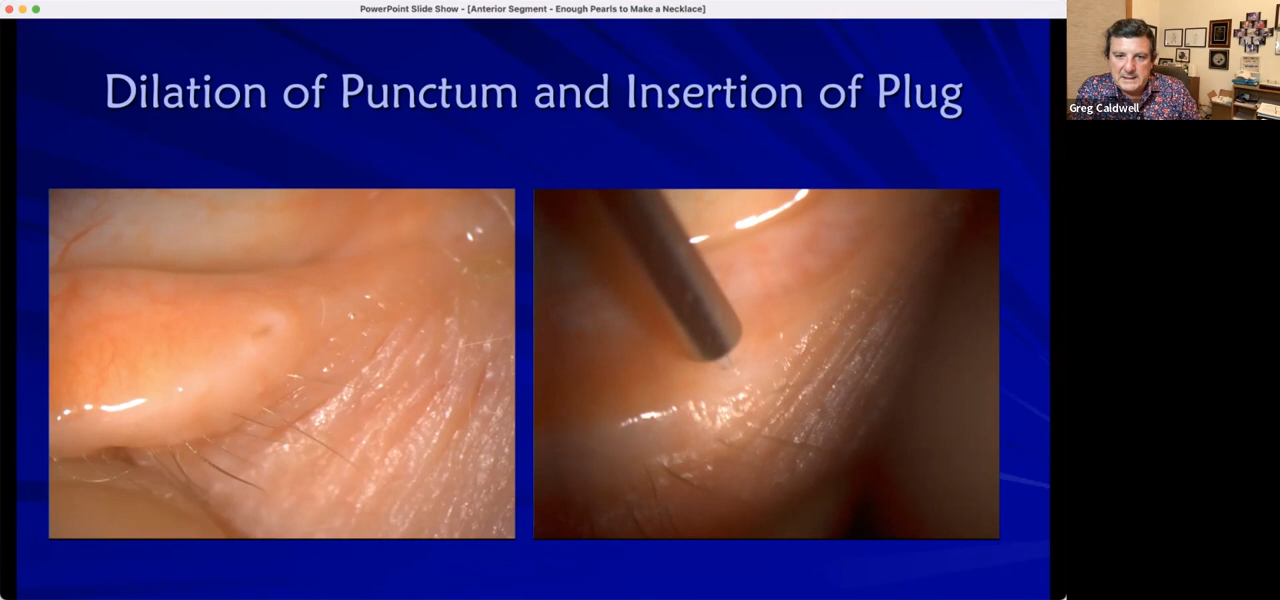 PowerPoint Slide Show - [Anterior Segment - Enough Pearls to Make a Necklace]
Dilation of Punctum and Insertion of Plug
Greg Caldwell